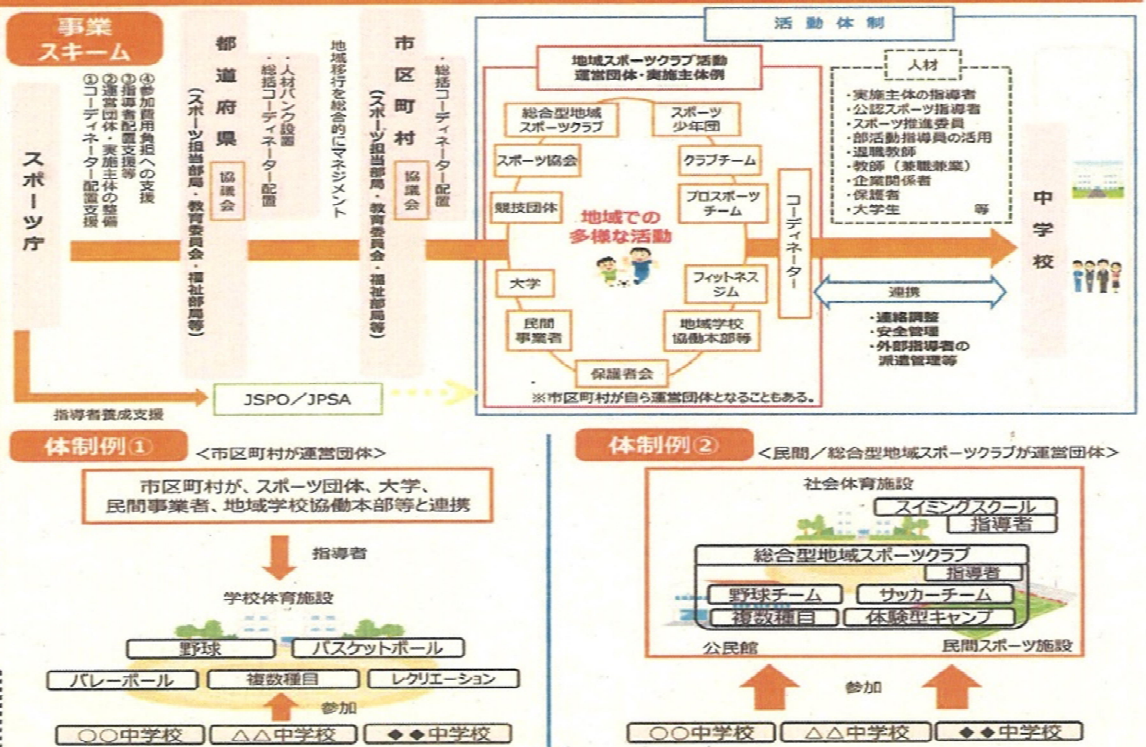 事業
スキーム
スポーツ庁
①コーディネーター配置支援
②運営団体・実施主体の整備
③指導者配置支援等
④参加費用負担への支援
都道府県
(スポーツ担当部局・教育委員会・福祉部局等)
協議会
・人材バンク設置
・総括コーディネーター配置
地域移行を総合的にマネジメント
市区町村
(スポーツ担当部局・教育委員会・福祉部局等)
協議会
・総括コーディネーター配置
指導者養成支援
JSPO/JPSA
活動体制
地域スポーツクラブ活動
運営団体・実施主体例
総合型地域
スポーツクラブ
スポーツ
少年団
スポーツ協会
クラブチーム
競技団体
プロスポーツ
チーム
地域での
多様な活動
大学
フィットネス
ジム
民間
事業者
地域学校
協働本部等
保護者会
※市区町村が自ら運営団体となることもある。
コーディネーター
人材
・実施主体の指導者
・公認スポーツ指導者
・スポーツ推進委員
・部活動指導員の活用
・退職教師
・教師(兼職兼業)
・企業関係者
・保護者
・大学生 等
連携
・連絡調整
・安全管理
・外部指導者の
派遣管理等
中学校
体制例①
<市区町村が運営団体>
市区町村が、スポーツ団体、大学、
民間事業者、地域学校協働本部等と連携
指導者
学校体育施設
野球
バスケットボール
バレーボール
複数種目
レクリエーション
参加
○○中学校
△△中学校
◆◆中学校
体制例②
<民間/総合型地域スポーツクラブが運営団体>
社会体育施設
スイミングスクール
指導者
総合型地域スポーツクラブ
指導者
野球チーム
サッカーチーム
複数種目
体験型キャンプ
公民館
民間スポーツ施設
参加
○○中学校
△△中学校
◆◆中学校